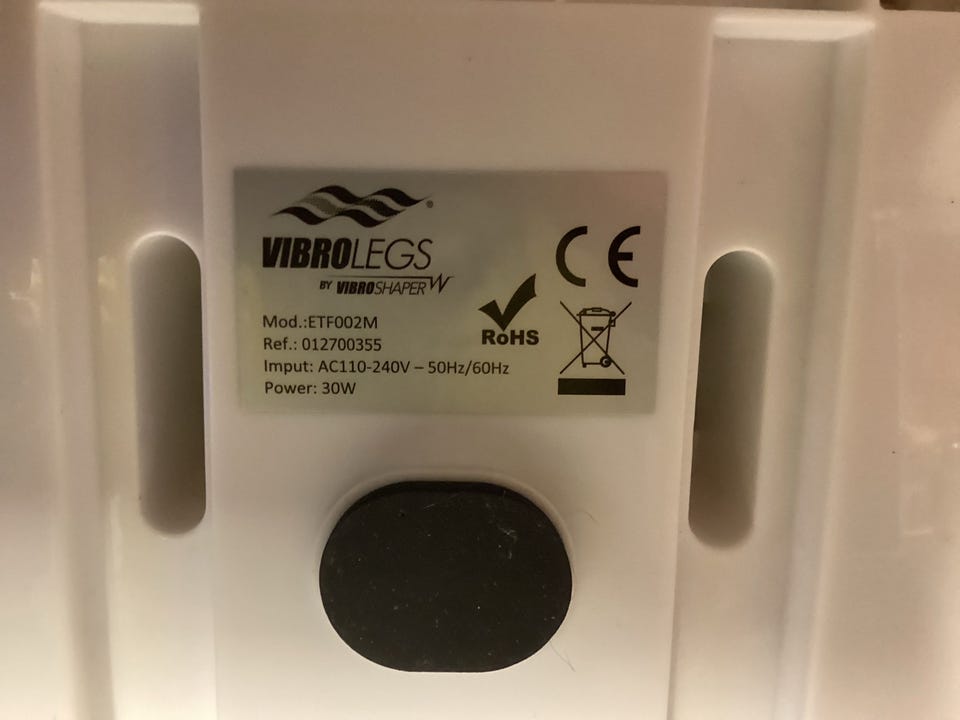 ®
VIBROLEGS
BY VIBROSHAPER
Mod.:ETF002M
Ref.: 012700355
Imput: AC110-240V – 50Hz/60Hz
Power: 30W
RoHS
CE